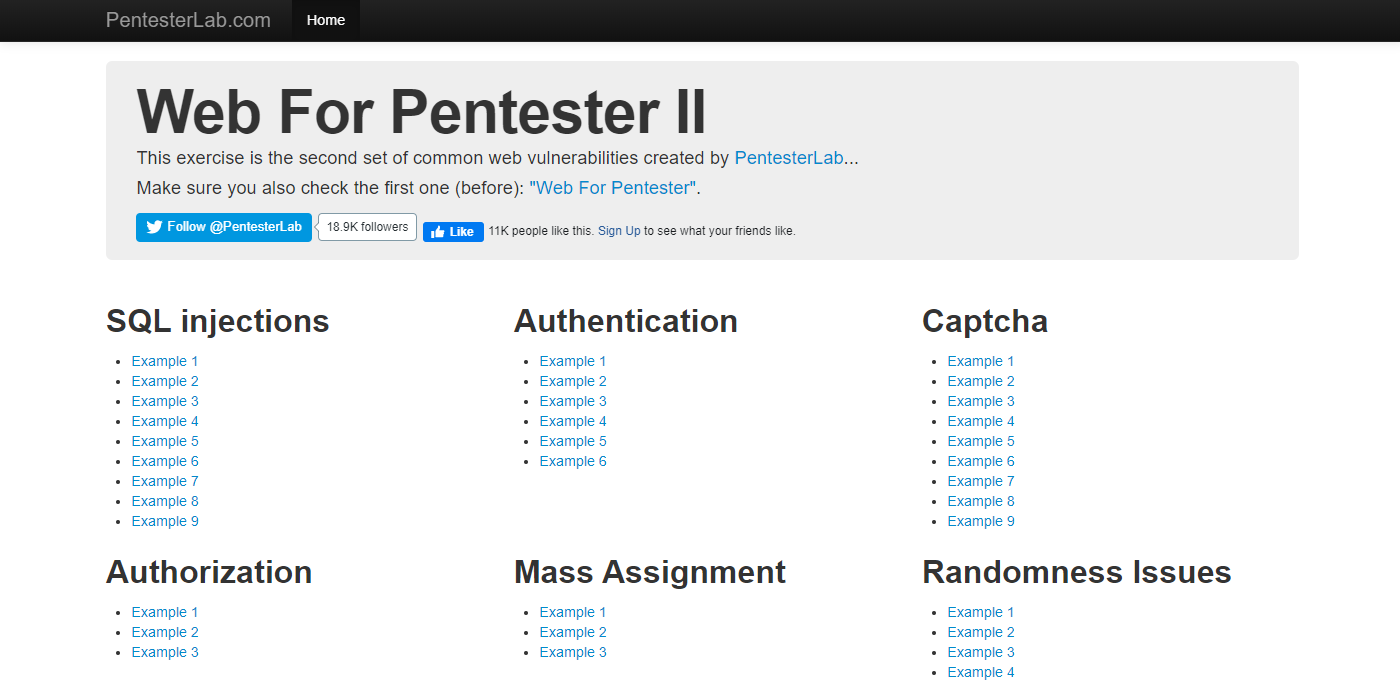 PentesterLab.com Home
Web For Pentester II
This exercise is the second set of common web vulnerabilities created by PentesterLab...
Make sure you also check the first one (before): "Web For Pentester".
Follow @PentesterLab 18.9K followers Like 11K people like this. Sign Up to see what your friends like.
SQL injections
Example 1
Example 2
Example 3
Example 4
Example 5
Example 6
Example 7
Example 8
Example 9
Authentication
Example 1
Example 2
Example 3
Example 4
Example 5
Example 6
Captcha
Example 1
Example 2
Example 3
Example 4
Example 5
Example 6
Example 7
Example 8
Example 9
Authorization
Example 1
Example 2
Example 3
Mass Assignment
Example 1
Example 2
Example 3
Randomness Issues
Example 1
Example 2
Example 3
Example 4